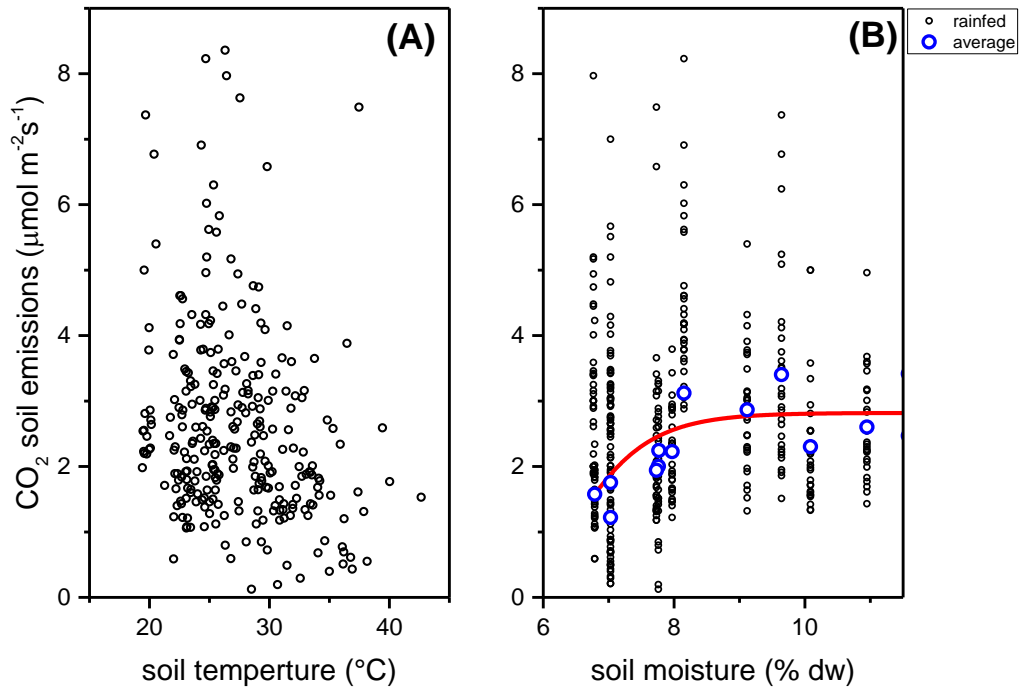 (A)
(B)
rainfed
average
CO2 soil emissions (μmol m-2s-1)
8
6
4
2
0
20
30
40
soil temperture (°C)
8
6
4
2
0
6
8
10
soil moisture (% dw)